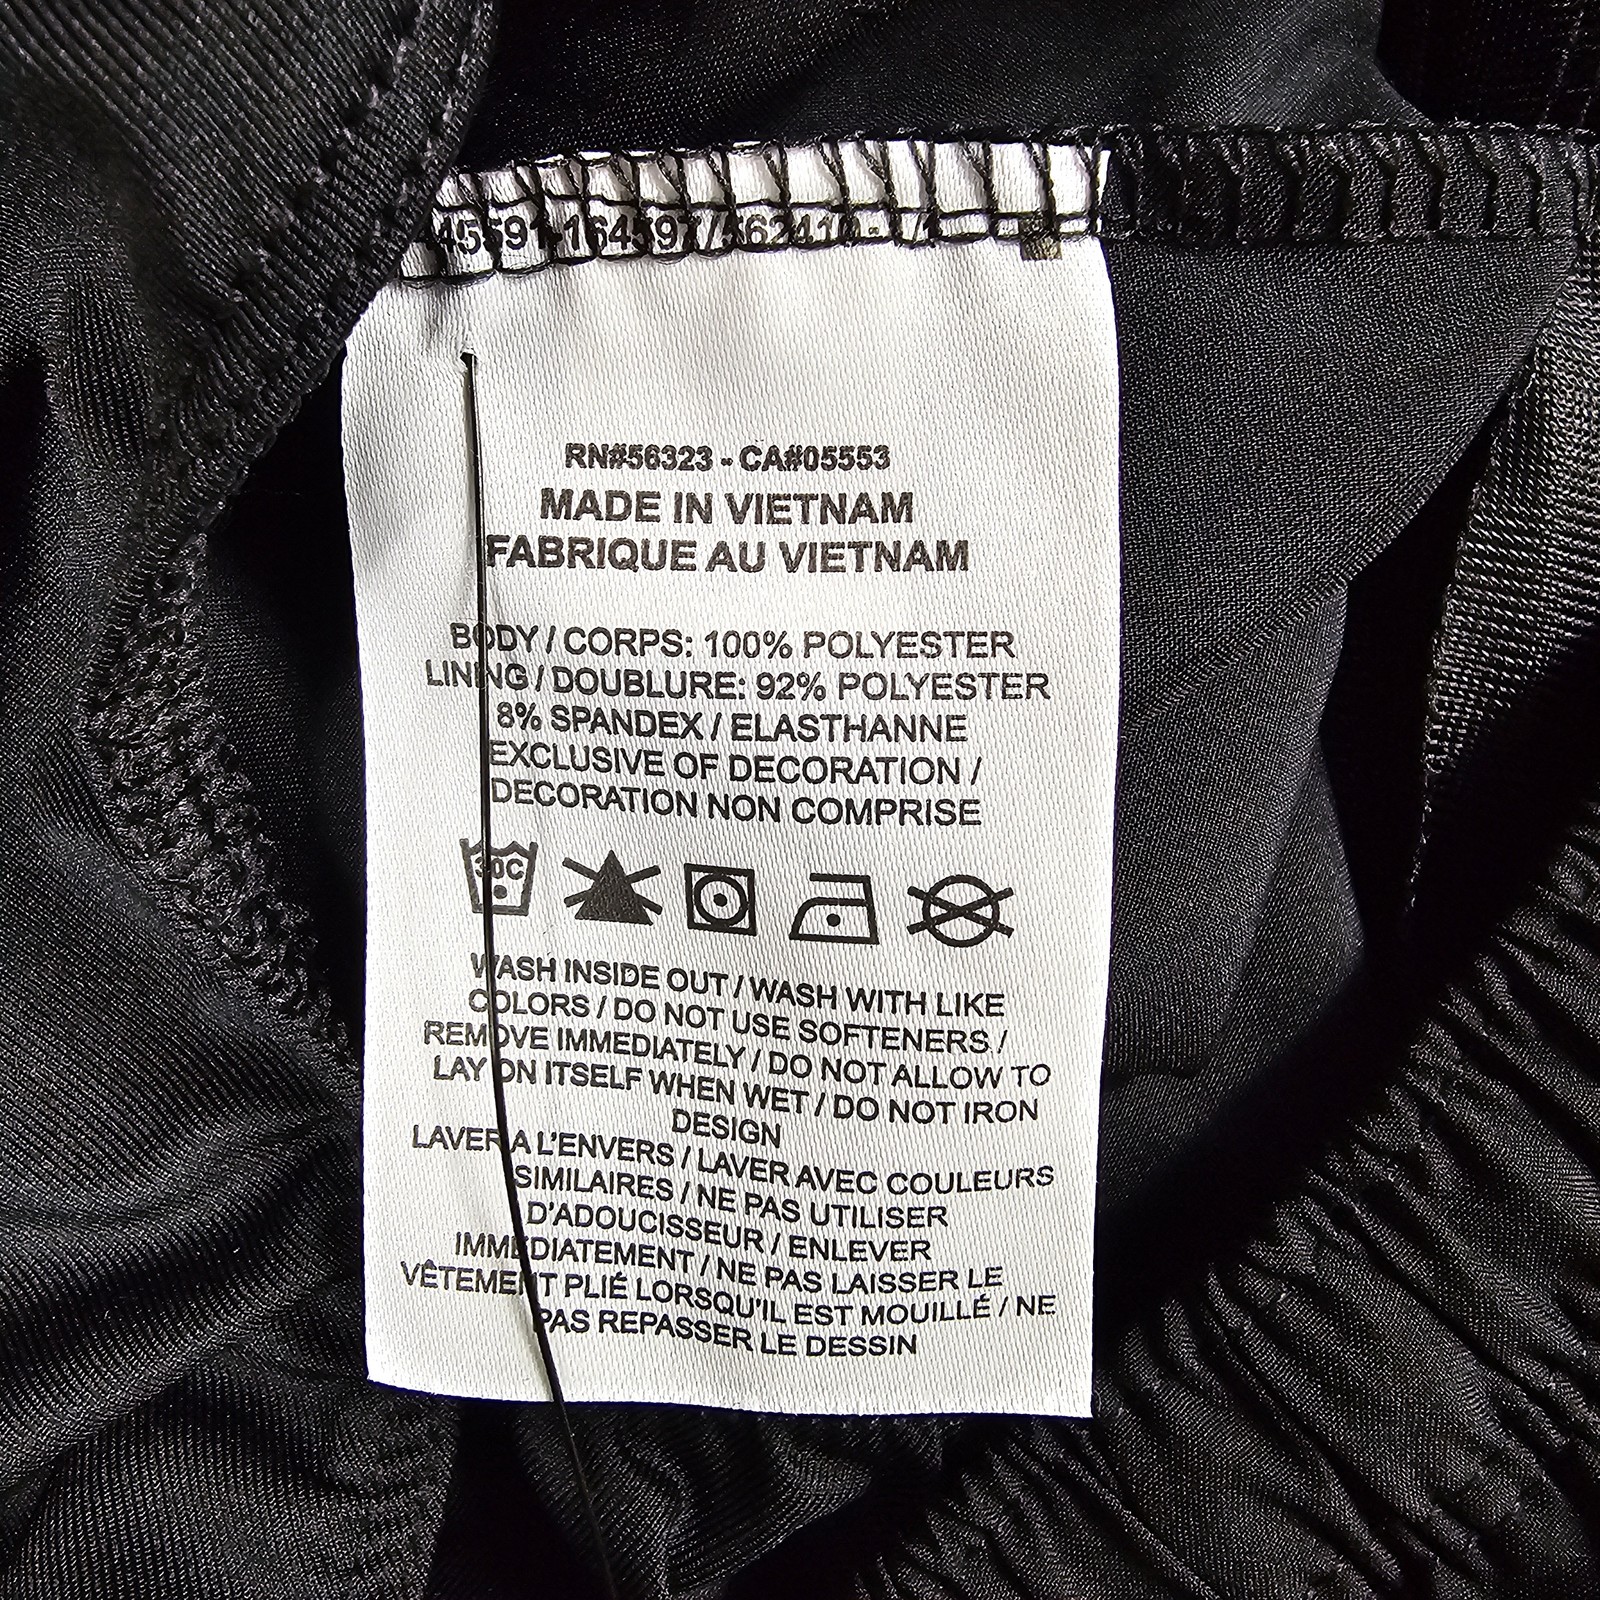 RN#56323 - CA#05553
MADE IN VIETNAM
FABRIQUE AU VIETNAM
BODY / CORPS: 100% POLYESTER
LINING / DOUBLURE: 92% POLYESTER
8% SPANDEX / ELASTHANNE
EXCLUSIVE OF DECORATION /
DECORATION NON COMPRISE
30C
WASH INSIDE OUT / WASH WITH LIKE
COLORS / DO NOT USE SOFTENERS /
REMOVE IMMEDIATELY / DO NOT ALLOW TO
LAY ON ITSELF WHEN WET / DO NOT IRON
DESIGN
LAVER A L'ENVERS / LAVER AVEC COULEURS
SIMILAIRES / NE PAS UTILISER
D'ADOUCISSEUR / ENLEVER
IMMÉDIATEMENT / NE PAS LAISSER LE
VÊTEMENT PLIÉ LORSQU'IL EST MOUILLÉ / NE
PAS REPASSER LE DESSIN